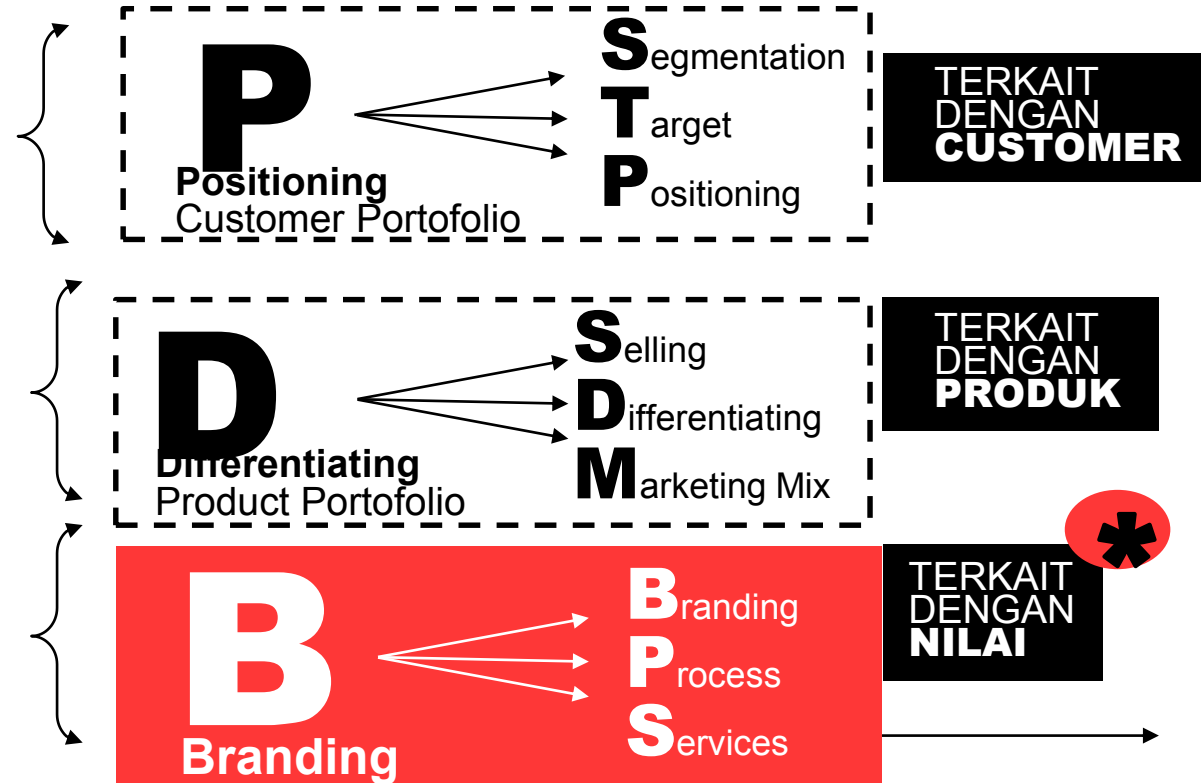 P
Positioning
Customer Portofolio
Segmentation
Target
Positioning
TERKAIT
DENGAN
CUSTOMER
D
Differentiating
Product Portofolio
Selling
Differentiating
Marketing Mix
TERKAIT
DENGAN
PRODUK
B
Branding
Branding
Process
Services
TERKAIT
DENGAN
NILAI
*